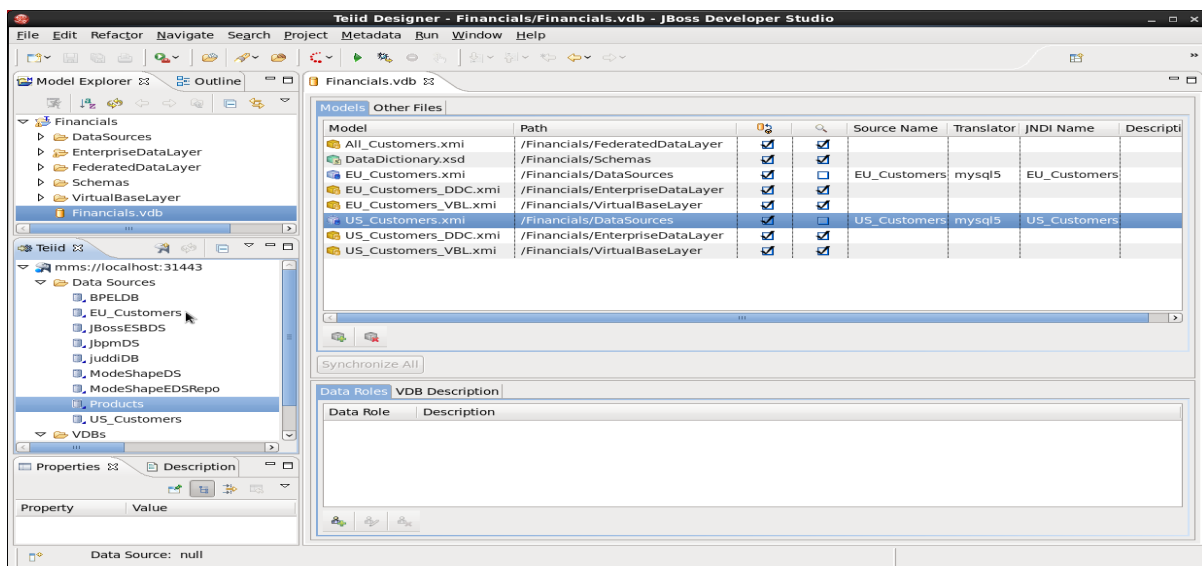 Teiid Designer - Financials/Financials.vdb - JBoss Developer Studio
File Edit Refactor Navigate Search Project Metadata Run Window Help
Model Explorer Outline
Financials
DataSources
EnterpriseDataLayer
FederatedDataLayer
Schemas
VirtualBaseLayer
Financials.vdb
Teiid
mms://localhost:31443
Data Sources
BPELDB
EU_Customers
JBossESBDS
JbpmDS
juddiDB
ModeShapeDS
ModeShapeEDSRepo
Products
US_Customers
VDBs
Properties Description
Property Value
Data Source: null
Financials.vdb
Models Other Files
Model Path Source Name Translator JNDI Name Descripti
All_Customers.xmi /Financials/FederatedDataLayer
DataDictionary.xsd /Financials/Schemas
EU_Customers.xmi /Financials/DataSources EU_Customers mysql5 EU_Customers
EU_Customers_DDC.xmi /Financials/EnterpriseDataLayer
EU_Customers_VBL.xmi /Financials/VirtualBaseLayer
US_Customers.xmi /Financials/DataSources US_Customers mysql5 US_Customers
US_Customers_DDC.xmi /Financials/EnterpriseDataLayer
US_Customers_VBL.xmi /Financials/VirtualBaseLayer
Synchronize All
Data Roles VDB Description
Data Role Description